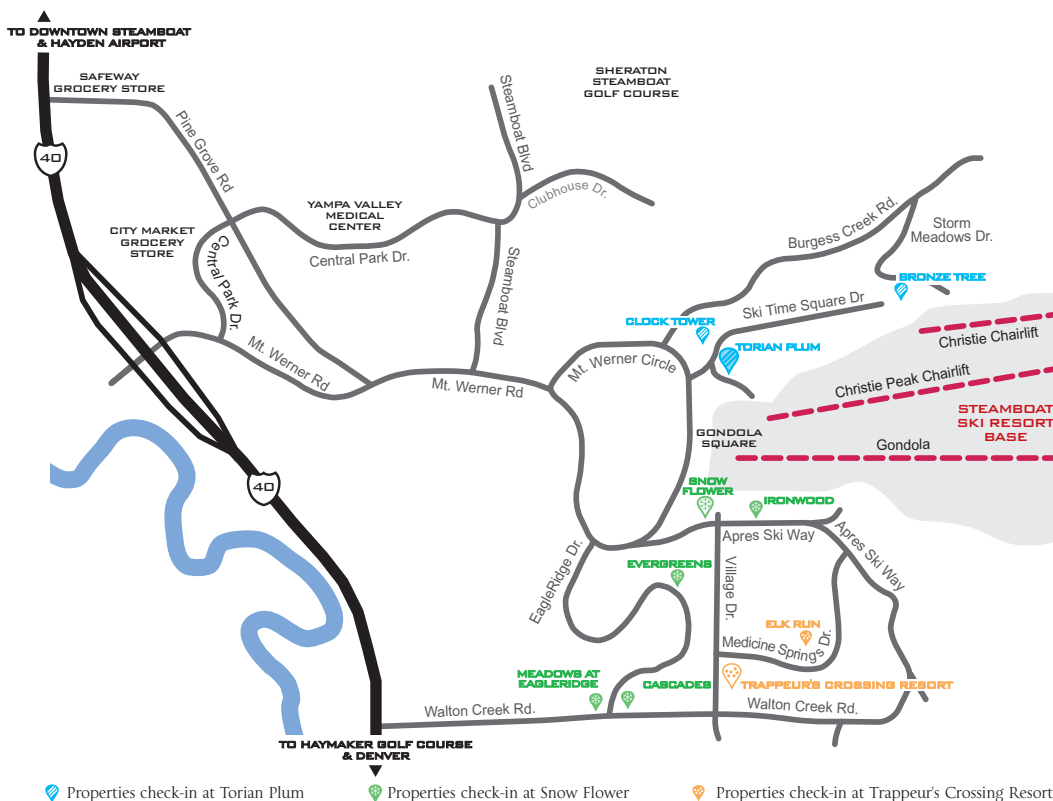 TO DOWNTOWN STEAMBOAT
& HAYDEN AIRPORT
SAFEWAY
GROCERY STORE
SHERATON
STEAMBOAT
GOLF COURSE
Steamboat Blvd
Pine Grove Rd
40
Clubhouse Dr.
YAMPA VALLEY
MEDICAL
CENTER
CITY MARKET
GROCERY
STORE
Central Park Dr.
Central Park Dr.
Steamboat Blvd
Burgess Creek Rd.
Storm
Meadows Dr.
BRONZE TREE
Ski Time Square Dr
CLOCK TOWER
TORIAN PLUM
Christie Chairlift
Mt. Werner Rd
Mt. Werner Rd
Mt. Werner Circle
Christie Peak Chairlift
STEAMBOAT
SKI RESORT
BASE
GONDOLA
SQUARE
Gondola
40
SNOW
FLOWER
IRONWOOD
Apres Ski Way
Apres Ski Way
EagleRidge Dr.
EVERGREENS
Village Dr.
ELK RUN
Medicine Springs Dr.
MEADOWS AT
EAGLERIDGE
CASCADES
TRAPPEUR'S CROSSING RESORT
Walton Creek Rd.
Walton Creek Rd.
TO HAYMAKER GOLF COURSE
& DENVER
Properties check-in at Torian Plum
Properties check-in at Snow Flower
Properties check-in at Trappeur's Crossing Resort